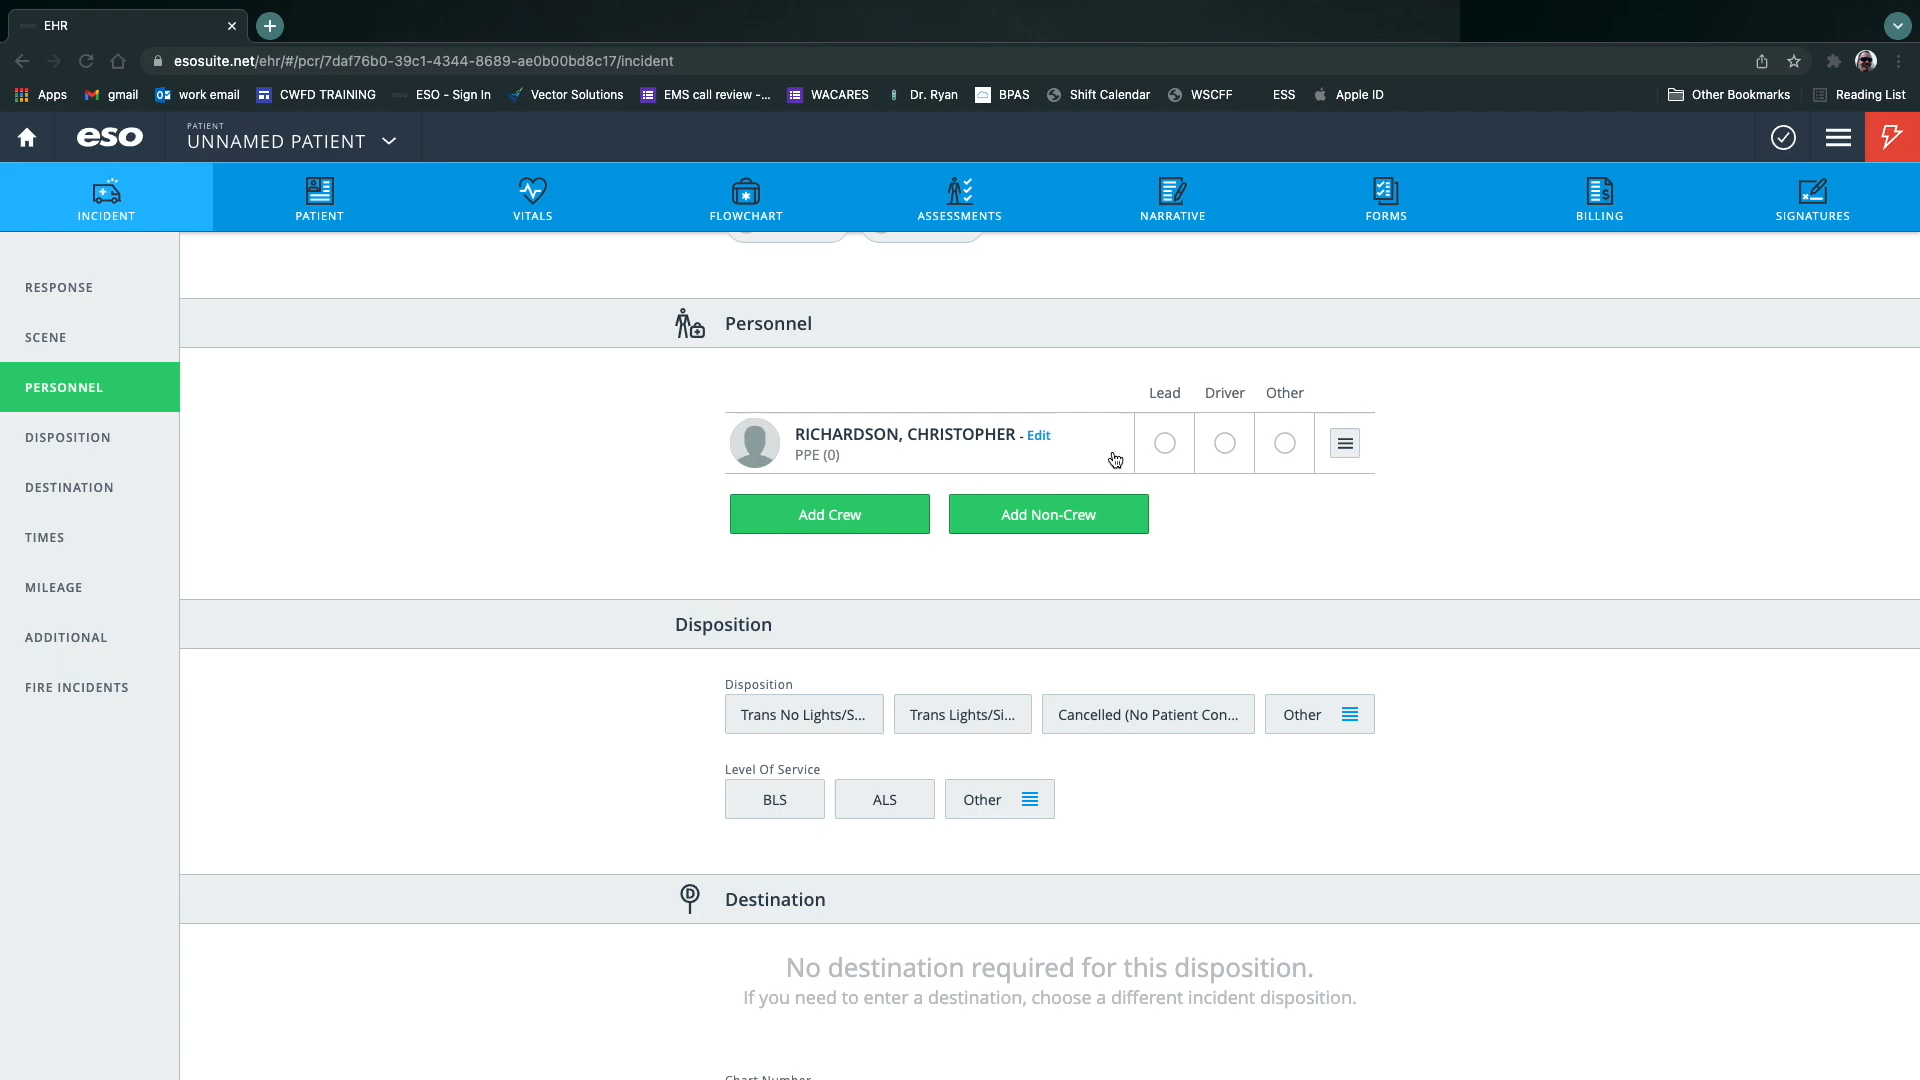 EHR
esosuite.net/ehr/#/pcr/7daf76b0-39c1-4344-8689-ae0b00bd8c17/incident
Apps gmail work email CWFD TRAINING ESO - Sign In Vector Solutions EMS call review -... WACARES Dr. Ryan BPAS Shift Calendar WSCFF ESS Apple ID Other Bookmarks Reading List
eso
PATIENT
UNNAMED PATIENT
INCIDENT PATIENT VITALS FLOWCHART ASSESSMENTS NARRATIVE FORMS BILLING SIGNATURES
RESPONSE
SCENE
PERSONNEL
DISPOSITION
DESTINATION
TIMES
MILEAGE
ADDITIONAL
FIRE INCIDENTS
Personnel
Lead Driver Other
RICHARDSON, CHRISTOPHER - Edit
PPE (0)
Add Crew Add Non-Crew
Disposition
Disposition
Trans No Lights/S... Trans Lights/Si... Cancelled (No Patient Con... Other
Level Of Service
BLS ALS Other
Destination
No destination required for this disposition.
If you need to enter a destination, choose a different incident disposition.
Chart Number